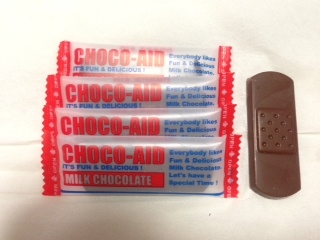 CHOCO-AID
IT'S FUN & DELICIOUS !
Everybody likes
Fun & Delicious
Milk Chocolate.
CHOCO-AID
IT'S FUN & DELICIOUS !
Everybody likes
Fun & Delicious
Milk Chocolate.
CHOCO-AID
Everybody likes
Fun & Delicious
CHOCO-AID
IT'S FUN & DELICIOUS !
MILK CHOCOLATE
Everybody likes
Fun & Delicious
Milk Chocolate.
Let's have a
Special Time !
OPEN